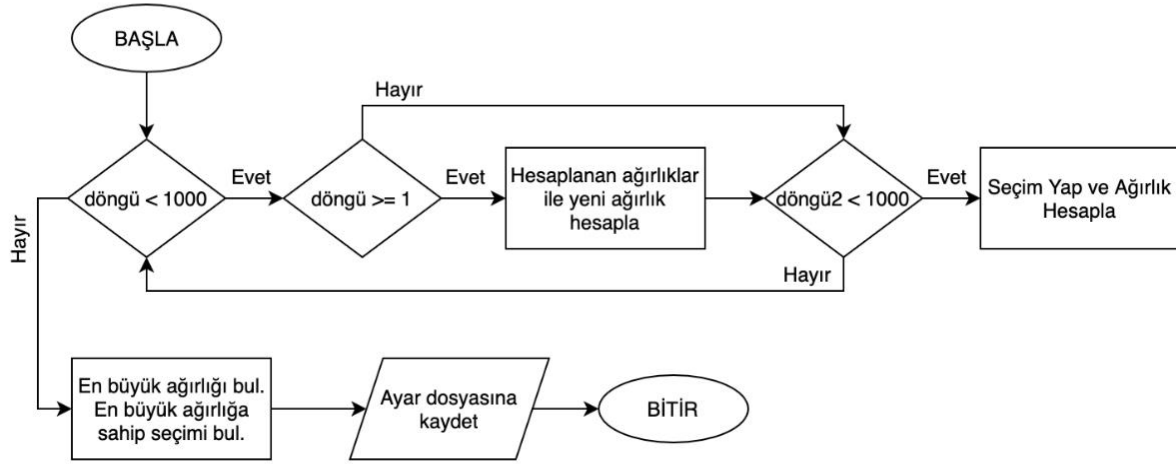 BAŞLA
Hayır
döngü < 1000
Evet
döngü >= 1
Evet
Hesaplanan ağırlıklar
ile yeni ağırlık
hesapla
döngü2 < 1000
Evet
Seçim Yap ve Ağırlık
Hesapla
Hayır
Hayır
En büyük ağırlığı bul.
En büyük ağırlığa
sahip seçimi bul.
Ayar dosyasına
kaydet
BİTİR